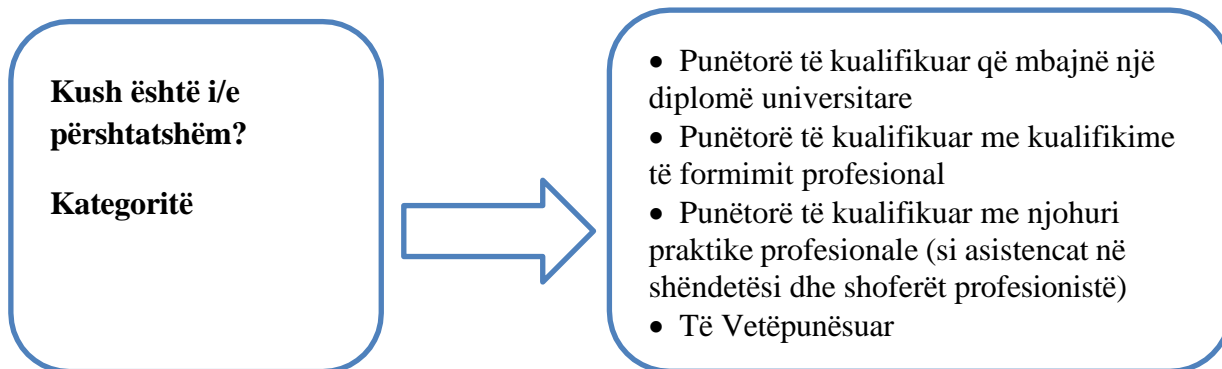 Kush është i/e
përshtatshëm?
Kategoritë
• Punëtorë të kualifikuar që mbajnë një
diplomë universitare
• Punëtorë të kualifikuar me kualifikime
të formimit profesional
• Punëtorë të kualifikuar me njohuri
praktike profesionale (si asistencat në
shëndetësi dhe shoferët profesionistë)
• Të Vetëpunësuar